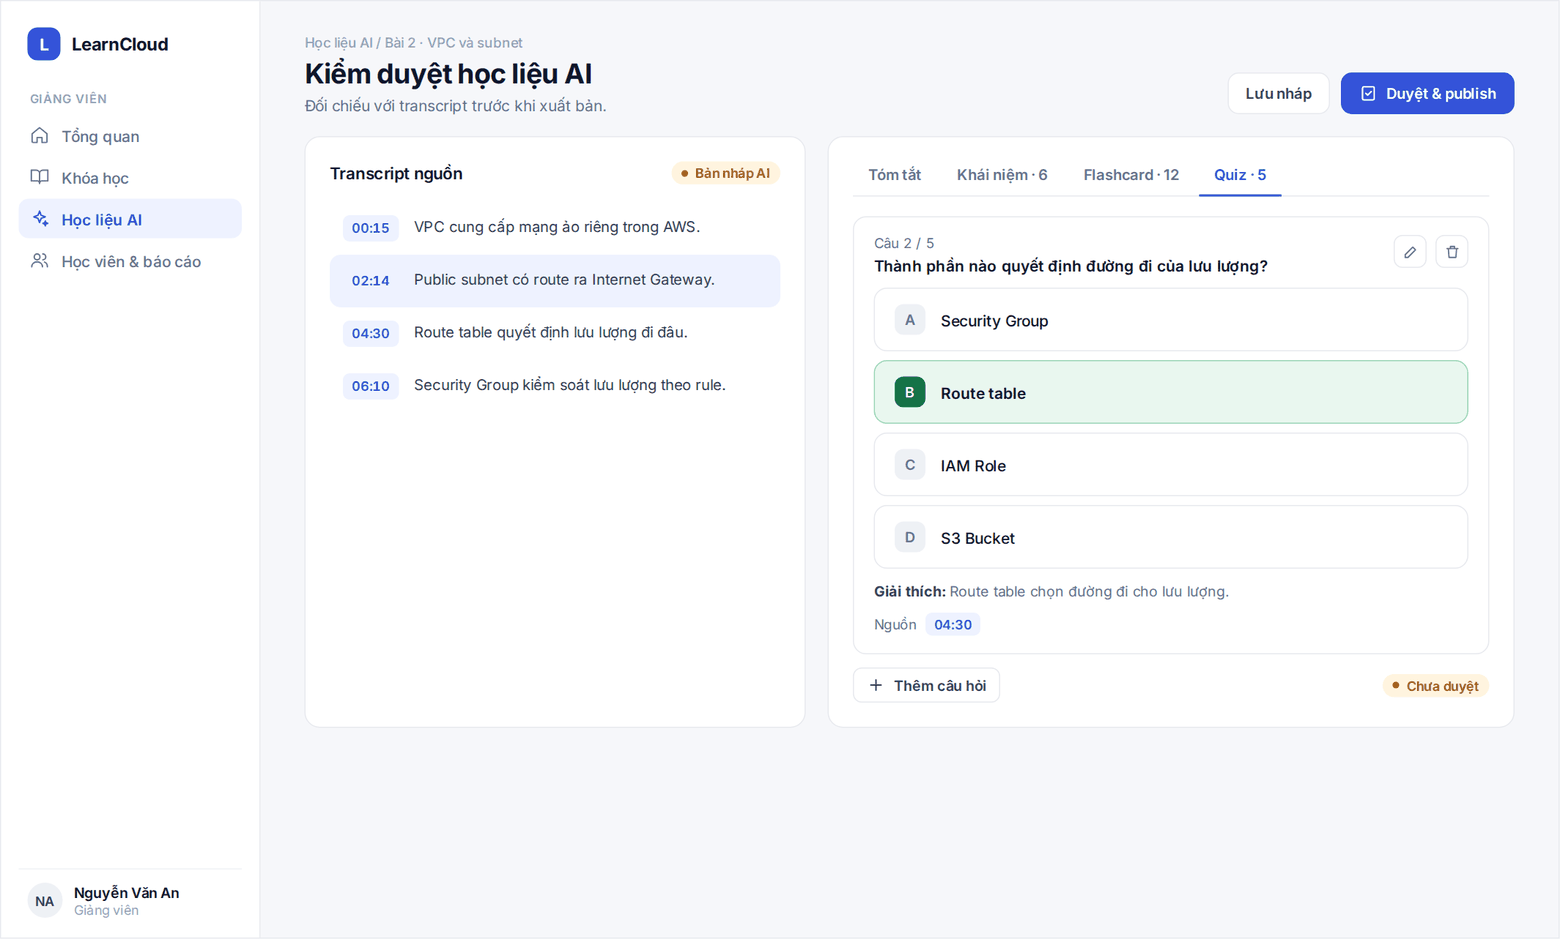 L LearnCloud
GIẢNG VIÊN
Tổng quan
Khóa học
Học liệu AI
Học viên & báo cáo
NA
Nguyễn Văn An
Giảng viên
Học liệu AI / Bài 2 · VPC và subnet
Kiểm duyệt học liệu AI
Đối chiếu với transcript trước khi xuất bản.
Lưu nháp
Duyệt & publish
Transcript nguồn
Bản nháp AI
00:15 VPC cung cấp mạng ảo riêng trong AWS.
02:14 Public subnet có route ra Internet Gateway.
04:30 Route table quyết định lưu lượng đi đâu.
06:10 Security Group kiểm soát lưu lượng theo rule.
Tóm tắt Khái niệm · 6 Flashcard · 12 Quiz · 5
Câu 2 / 5
Thành phần nào quyết định đường đi của lưu lượng?
A Security Group
B Route table
C IAM Role
D S3 Bucket
Giải thích: Route table chọn đường đi cho lưu lượng.
Nguồn 04:30
Thêm câu hỏi
Chưa duyệt